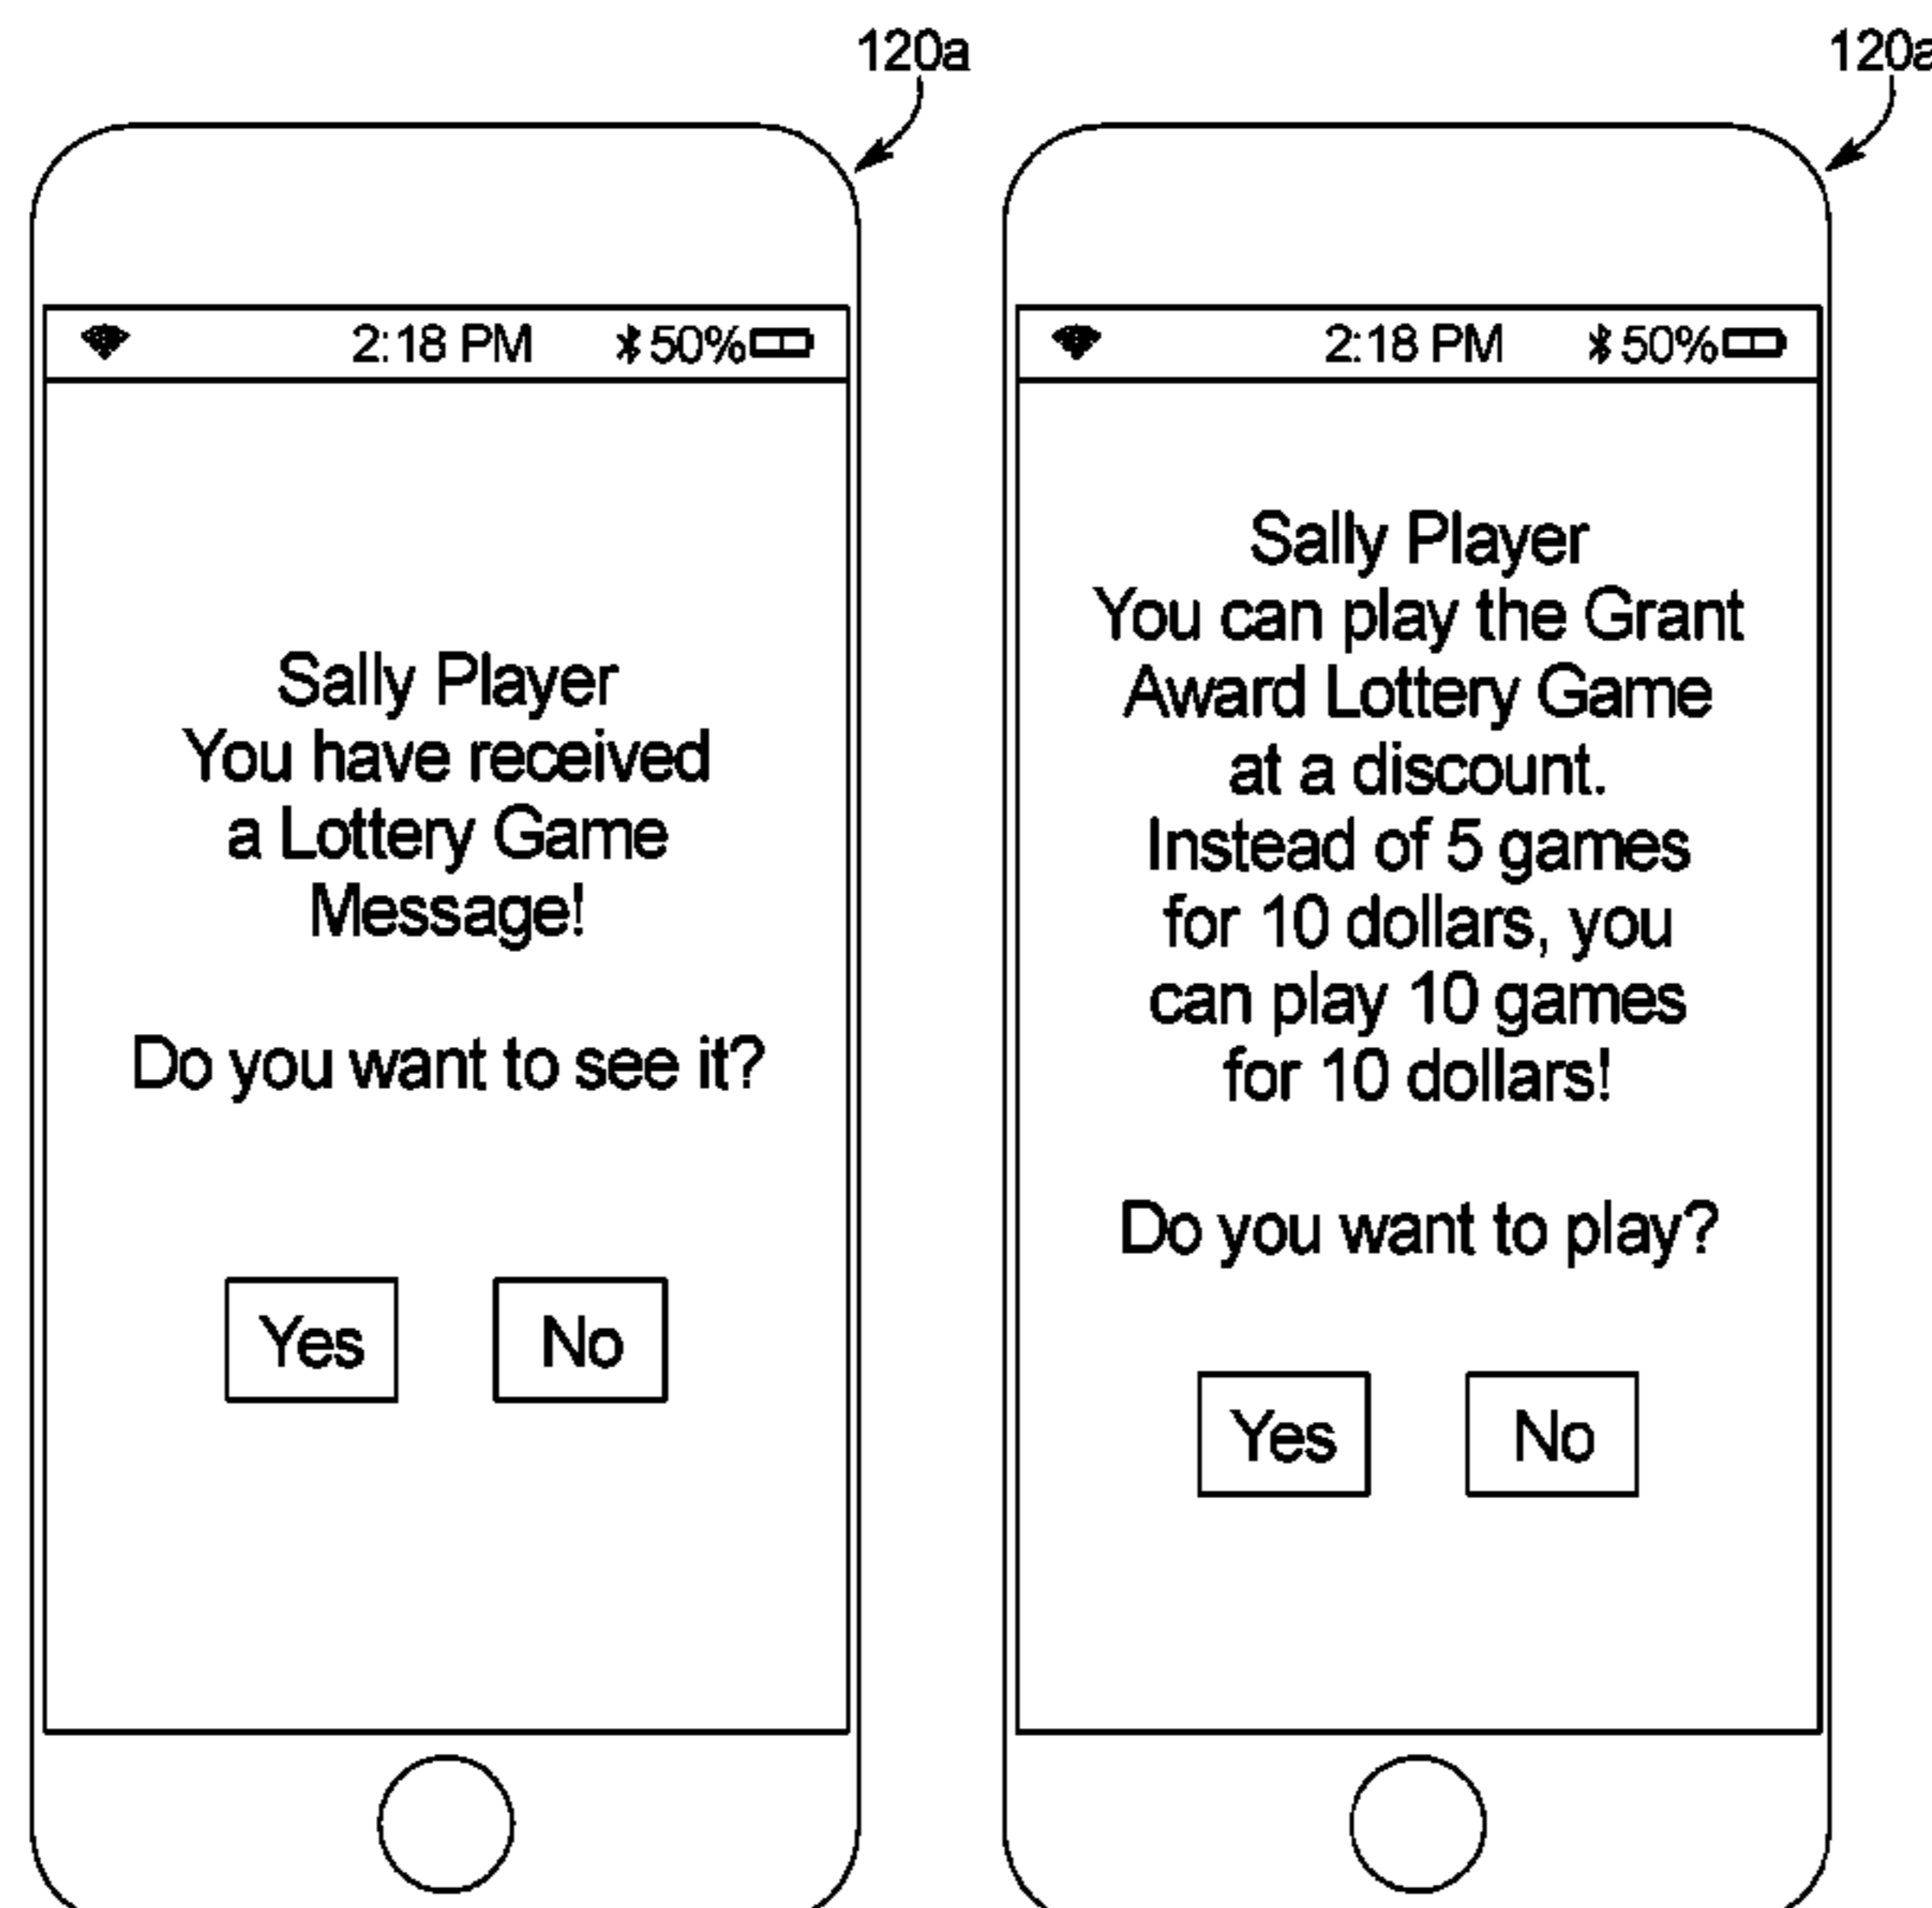 120a
2:18 PM 50%
Sally Player
You have received
a Lottery Game
Message!
Do you want to see it?
Yes No
120a
2:18 PM 50%
Sally Player
You can play the Grant
Award Lottery Game
at a discount.
Instead of 5 games
for 10 dollars, you
can play 10 games
for 10 dollars!
Do you want to play?
Yes No